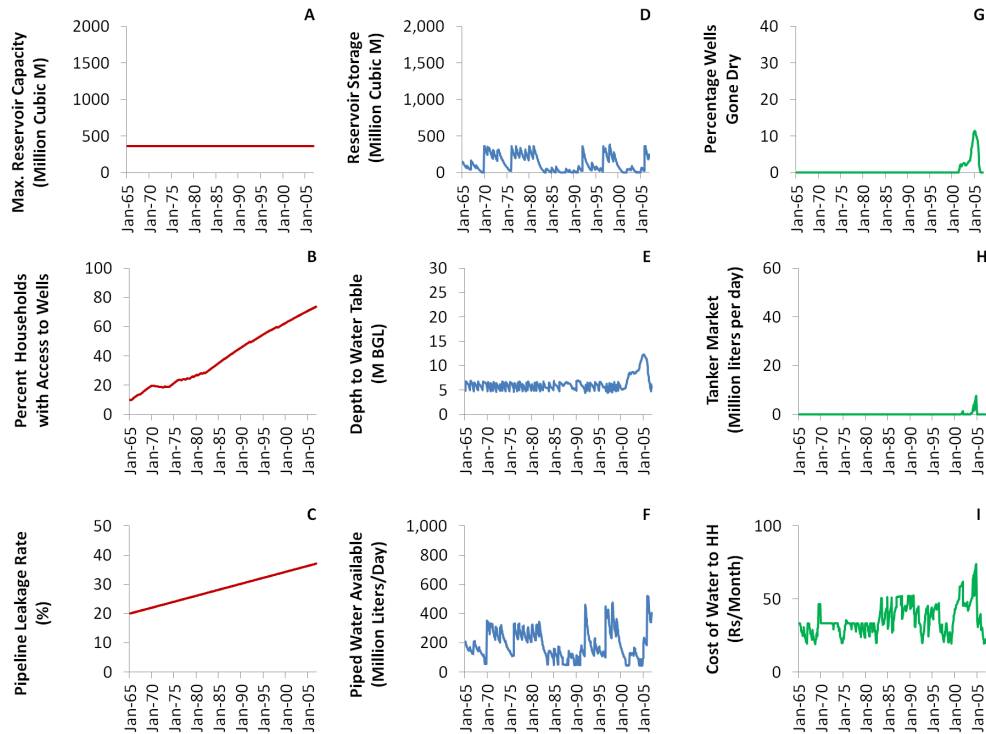 A
Max. Reservoir Capacity
(Million Cubic M)
2000
1500
1000
500
0
Jan-65
Jan-70
Jan-75
Jan-80
Jan-85
Jan-90
Jan-95
Jan-00
Jan-05
D
Reservoir Storage
(Million Cubic M)
2,000
1,500
1,000
500
0
Jan-65
Jan-70
Jan-75
Jan-80
Jan-85
Jan-90
Jan-95
Jan-00
Jan-05
G
Percentage Wells
Gone Dry
40
30
20
10
0
Jan-65
Jan-70
Jan-75
Jan-80
Jan-85
Jan-90
Jan-95
Jan-00
Jan-05
B
Percent Households
with Access to Wells
100
80
60
40
20
0
Jan-65
Jan-70
Jan-75
Jan-80
Jan-85
Jan-90
Jan-95
Jan-00
Jan-05
E
Depth to Water Table
(M BGL)
30
25
20
15
10
5
0
Jan-65
Jan-70
Jan-75
Jan-80
Jan-85
Jan-90
Jan-95
Jan-00
Jan-05
H
Tanker Market
(Million liters per day)
60
40
20
0
Jan-65
Jan-70
Jan-75
Jan-80
Jan-85
Jan-90
Jan-95
Jan-00
Jan-05
C
Pipeline Leakage Rate
(%)
50
40
30
20
10
0
Jan-65
Jan-70
Jan-75
Jan-80
Jan-85
Jan-90
Jan-95
Jan-00
Jan-05
F
Piped Water Available
(Million Liters/Day)
1,000
800
600
400
200
0
Jan-65
Jan-70
Jan-75
Jan-80
Jan-85
Jan-90
Jan-95
Jan-00
Jan-05
I
Cost of Water to HH
(Rs/Month)
100
50
0
Jan-65
Jan-70
Jan-75
Jan-80
Jan-85
Jan-90
Jan-95
Jan-00
Jan-05